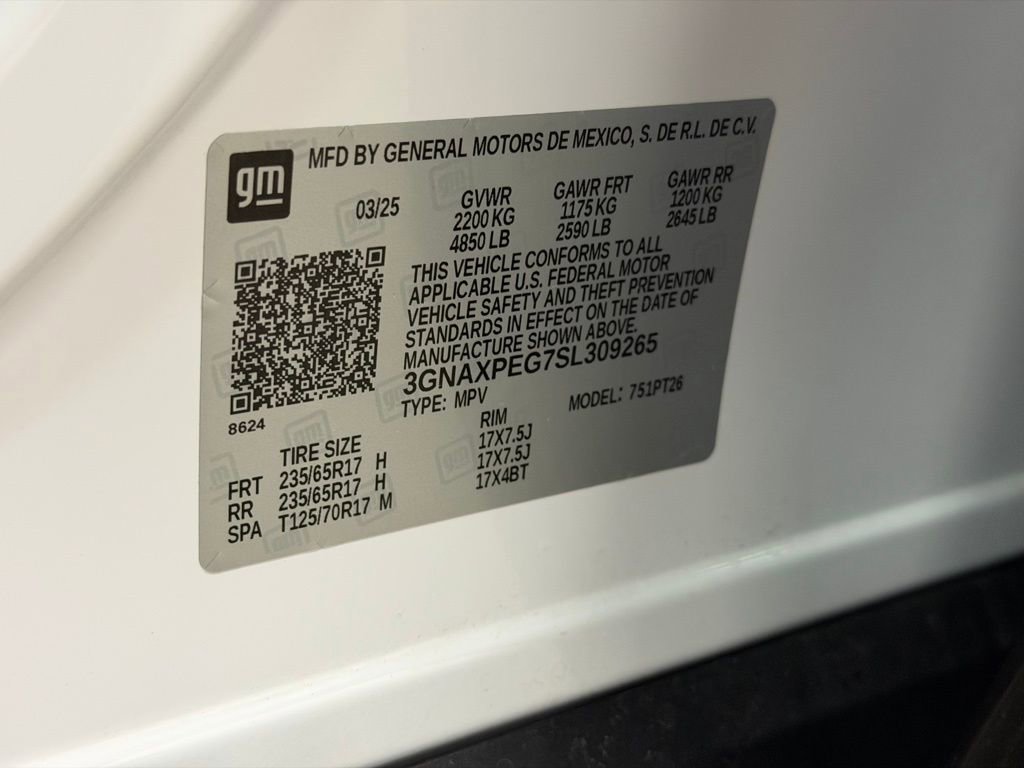 gm
MFD BY GENERAL MOTORS DE MEXICO, S. DE R.L. DE C.V.
03/25
GVWR
2200 KG
4850 LB
GAWR FRT
1175 KG
2590 LB
GAWR RR
1200 KG
2645 LB
THIS VEHICLE CONFORMS TO ALL
APPLICABLE U.S. FEDERAL MOTOR
VEHICLE SAFETY AND THEFT PREVENTION
STANDARDS IN EFFECT ON THE DATE OF
MANUFACTURE SHOWN ABOVE.
3GNAXPEG7SL309265
TYPE: MPV
MODEL: 751PT26
8624
TIRE SIZE RIM
FRT 235/65R17 H 17X7.5J
RR 235/65R17 H 17X7.5J
SPA T125/70R17 M 17X4BT